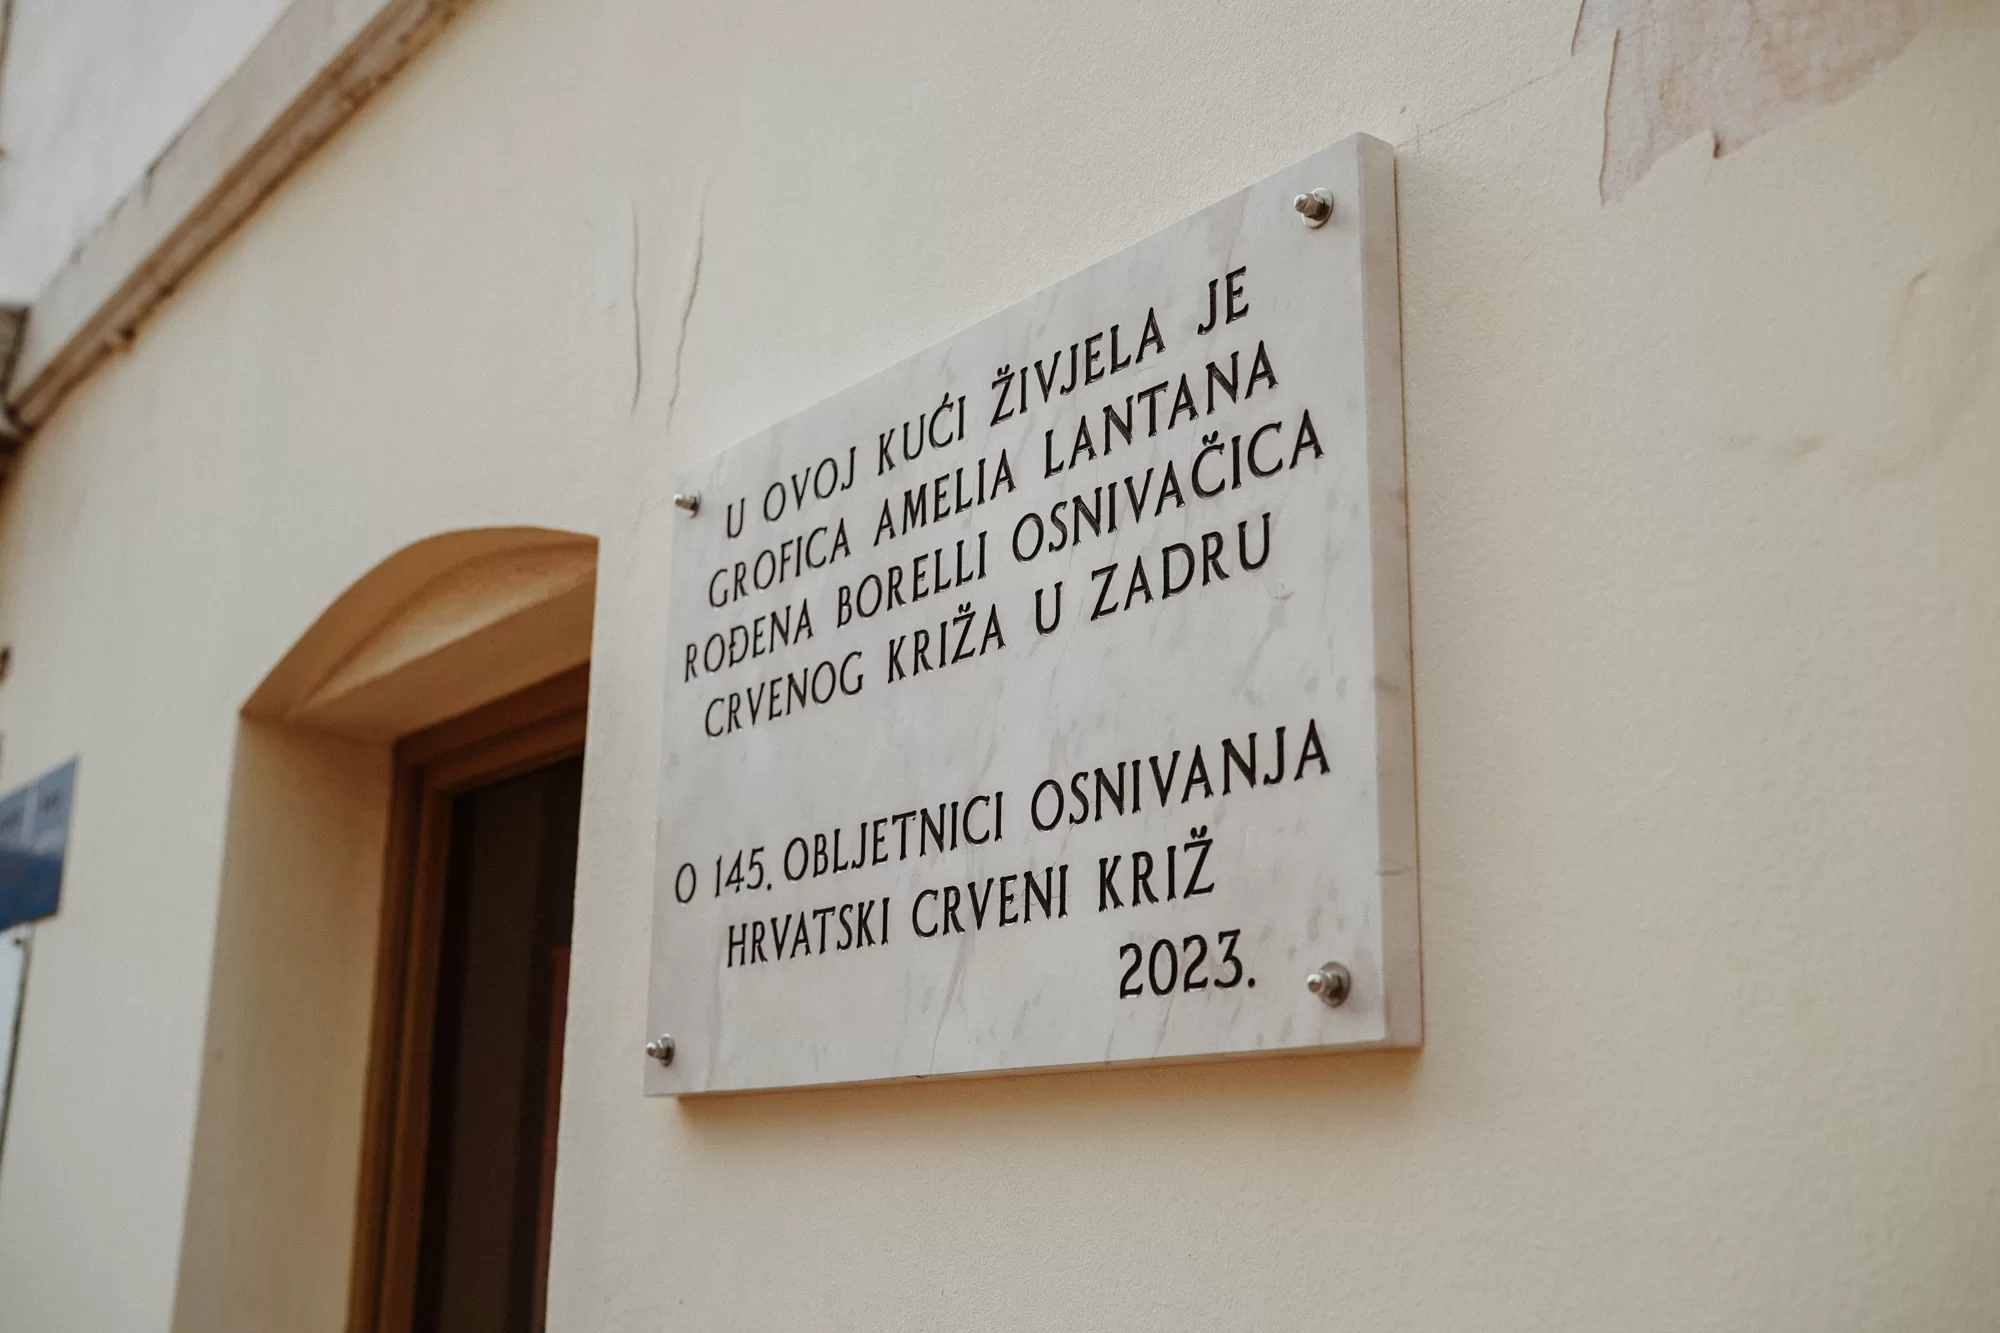 U OVOJ KUĆI ŽIVJELA JE
GROFICA AMELIA LANTANA
ROĐENA BORELLI OSNIVAČICA
CRVENOG KRIŽA U ZADRU
O 145. OBLJETNICI OSNIVANJA
HRVATSKI CRVENI KRIŽ
2023.